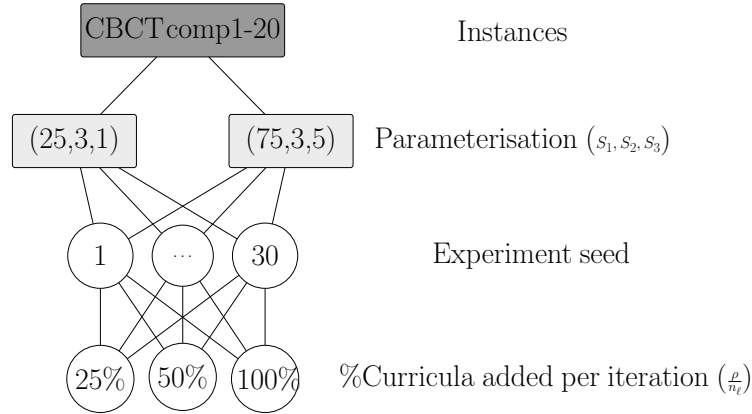 CBCTcomp1-20 Instances
(25,3,1) (75,3,5) Parameterisation (S₁, S₂, S₃)
1 ... 30 Experiment seed
25% 50% 100% %Curricula added per iteration (ρ/n_ℓ)